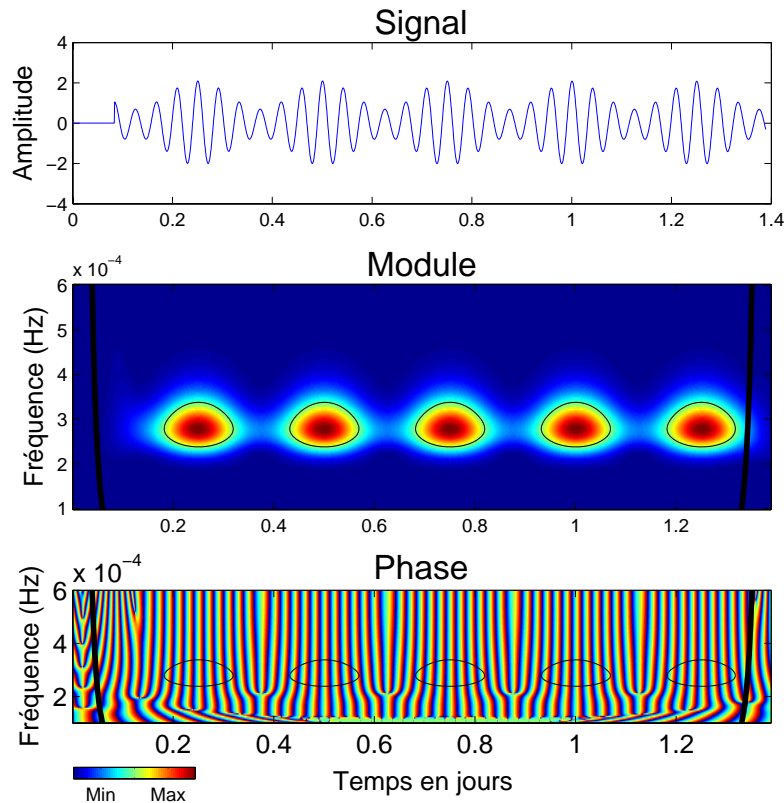 Signal
4
2
0
−2
−4
Amplitude
0 0.2 0.4 0.6 0.8 1 1.2 1.4
x 10⁻⁴
Module
6
5
4
3
2
1
Fréquence (Hz)
0.2 0.4 0.6 0.8 1 1.2
x 10⁻⁴
Phase
6
4
2
Fréquence (Hz)
0.2 0.4 0.6 0.8 1 1.2
Min Max
Temps en jours